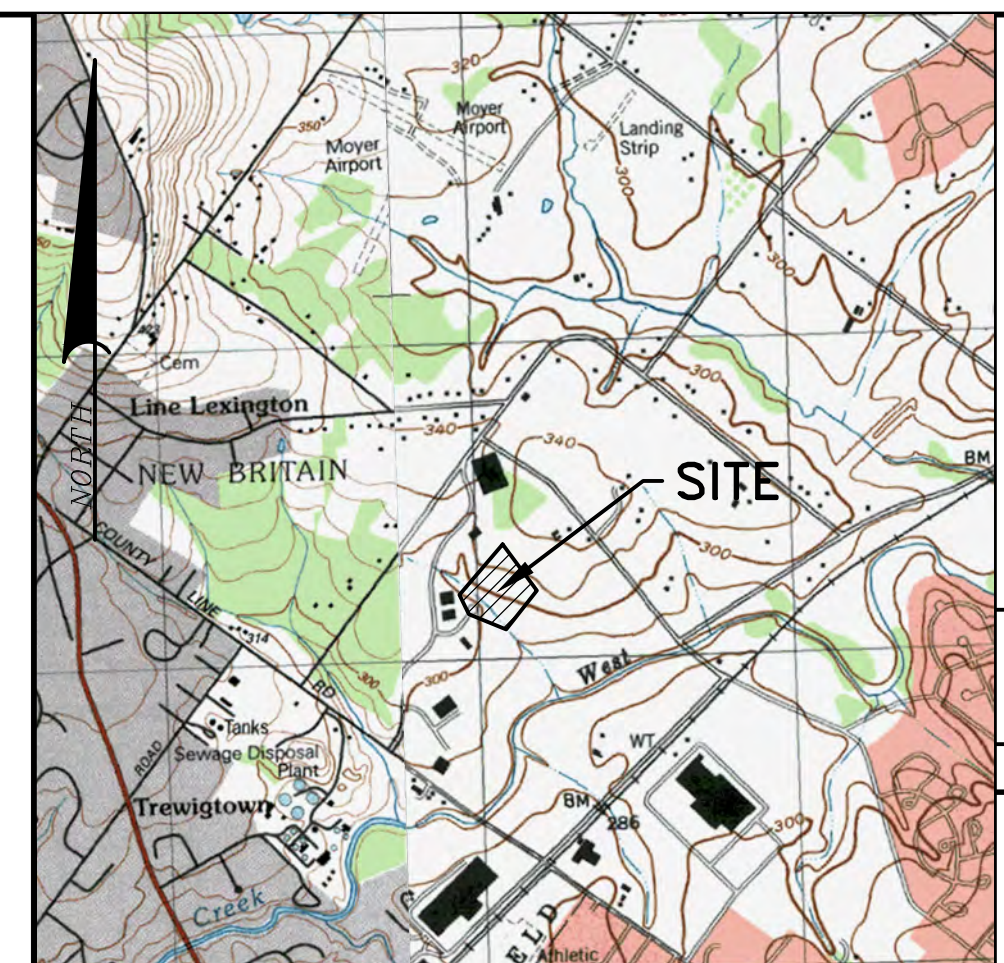 320
350
Moyer
Airport
Moyer
Airport
Landing
Strip
300
300
Cem
Line Lexington
340
340
300
NEW BRITAIN
NORTH
SITE
BM
COUNTY LINE RD
314
300
300
300
West
Tanks
Sewage Disposal
Plant
ROAD
Trewigtown
WT
BM
286
300
Creek
ELD
Athletic